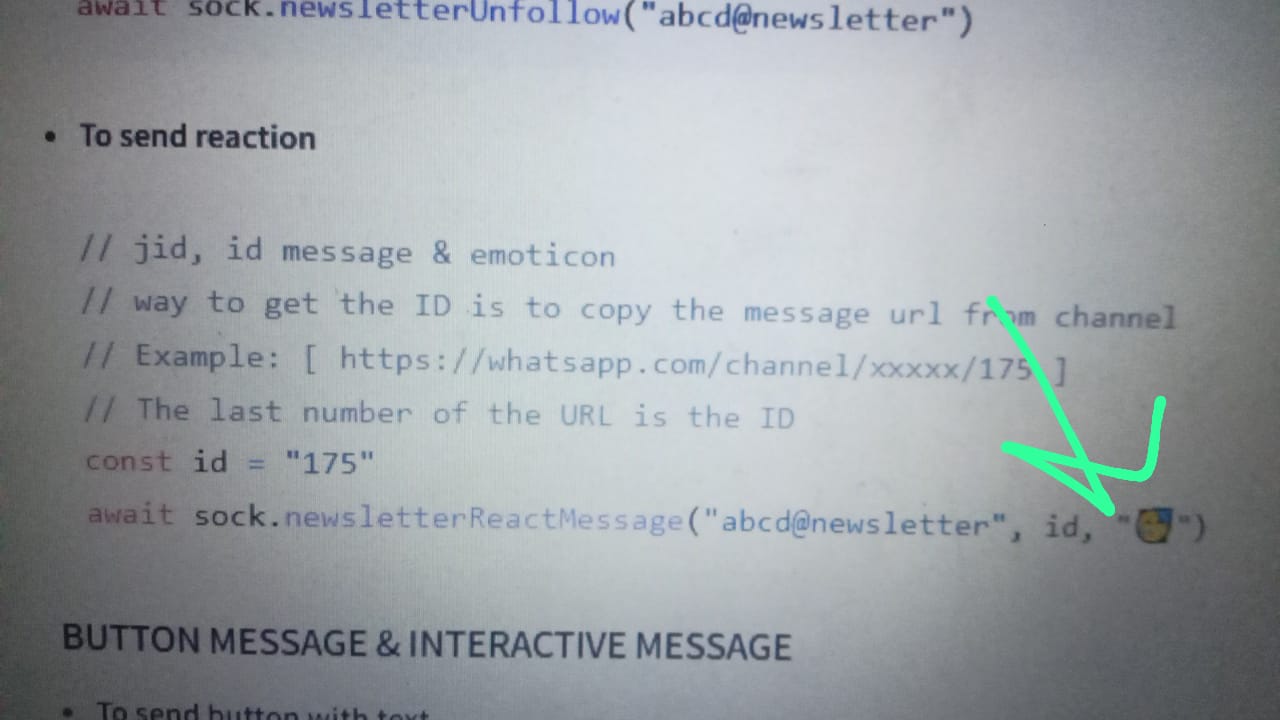 await sock.newsletterUnfollow("abcd@newsletter")
• To send reaction
// jid, id message & emoticon
// way to get the ID is to copy the message url from channel
// Example: [ https://whatsapp.com/channel/xxxxx/175 ]
// The last number of the URL is the ID
const id = "175"
await sock.newsletterReactMessage("abcd@newsletter", id, "🥳")
BUTTON MESSAGE & INTERACTIVE MESSAGE
• To send button with text